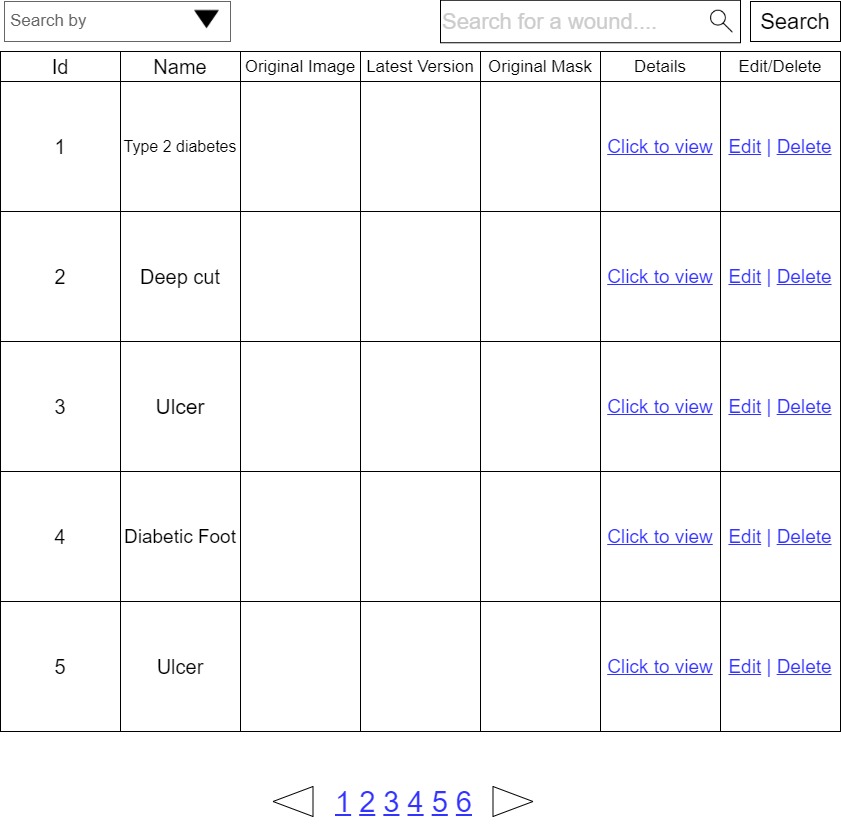 Search by
Search for a wound....
Search
Id Name Original Image Latest Version Original Mask Details Edit/Delete
1 Type 2 diabetes Click to view Edit | Delete
2 Deep cut Click to view Edit | Delete
3 Ulcer Click to view Edit | Delete
4 Diabetic Foot Click to view Edit | Delete
5 Ulcer Click to view Edit | Delete
1 2 3 4 5 6